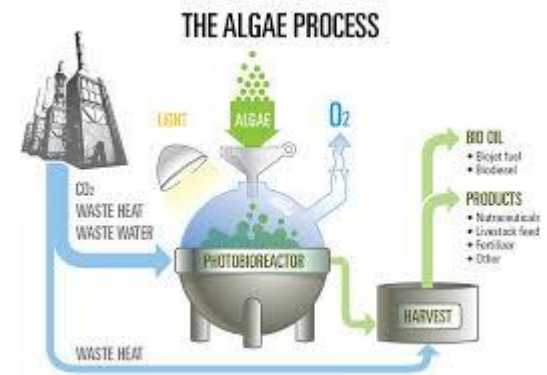 THE ALGAE PROCESS
LIGHT
ALGAE
O₂
CO₂
WASTE HEAT
WASTE WATER
PHOTOBIOREACTOR
BIO OIL
• Biojet fuel
• Biodiesel
PRODUCTS
• Nutraceuticals
• Livestock feed
• Fertilizer
• Other
HARVEST
WASTE HEAT